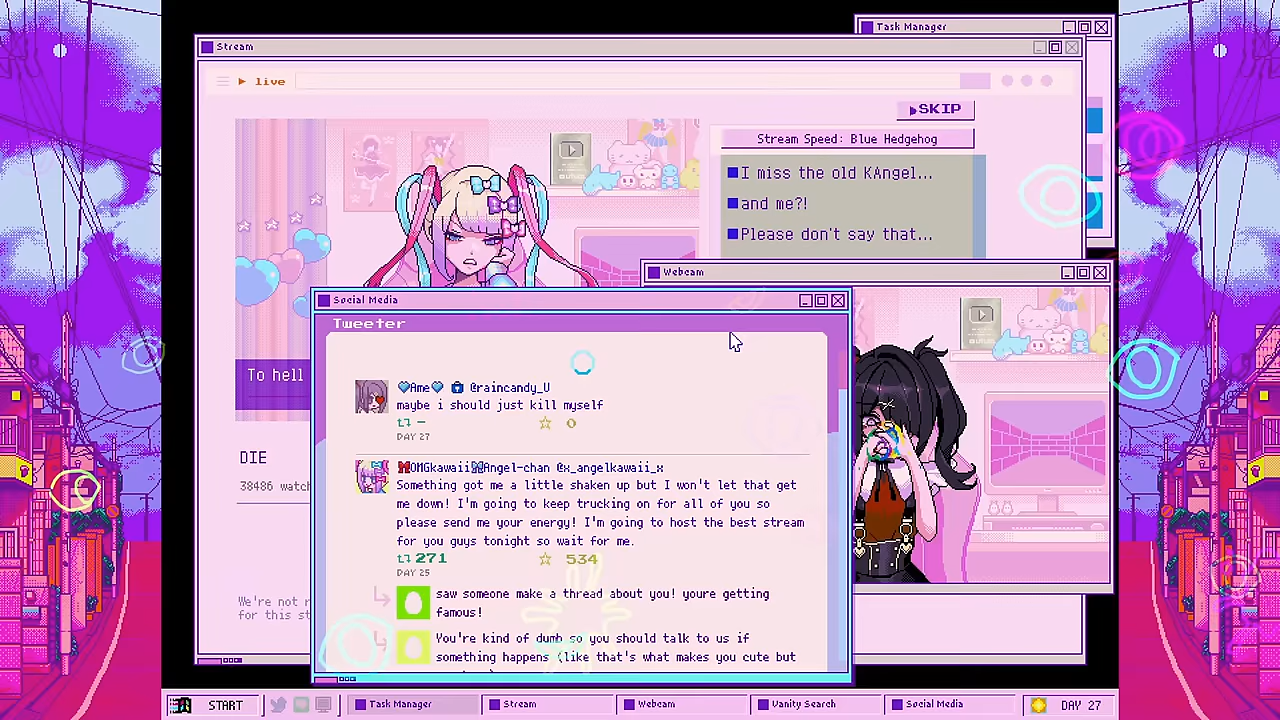 Task Manager
Stream
live
SKIP
Stream Speed: Blue Hedgehog
I miss the old KAngel...
and me?!
Please don't say that...
Webcam
Social Media
Tweeter
To hell
Ame @raincandy_U
maybe i should just kill myself
-
0
DAY 27
DIE
38486 watch
OMGkawaiiAngel-chan @x_angelkawaii_x
Something got me a little shaken up but I won't let that get
me down! I'm going to keep trucking on for all of you so
please send me your energy! I'm going to host the best stream
for you guys tonight so wait for me.
271
534
DAY 25
saw someone make a thread about you! youre getting
famous!
You're kind of dumb so you should talk to us if
something happens (like that's what makes you cute but
We're not r
for this st
START
Task Manager
Stream
Webcam
Vanity Search
Social Media
DAY 27